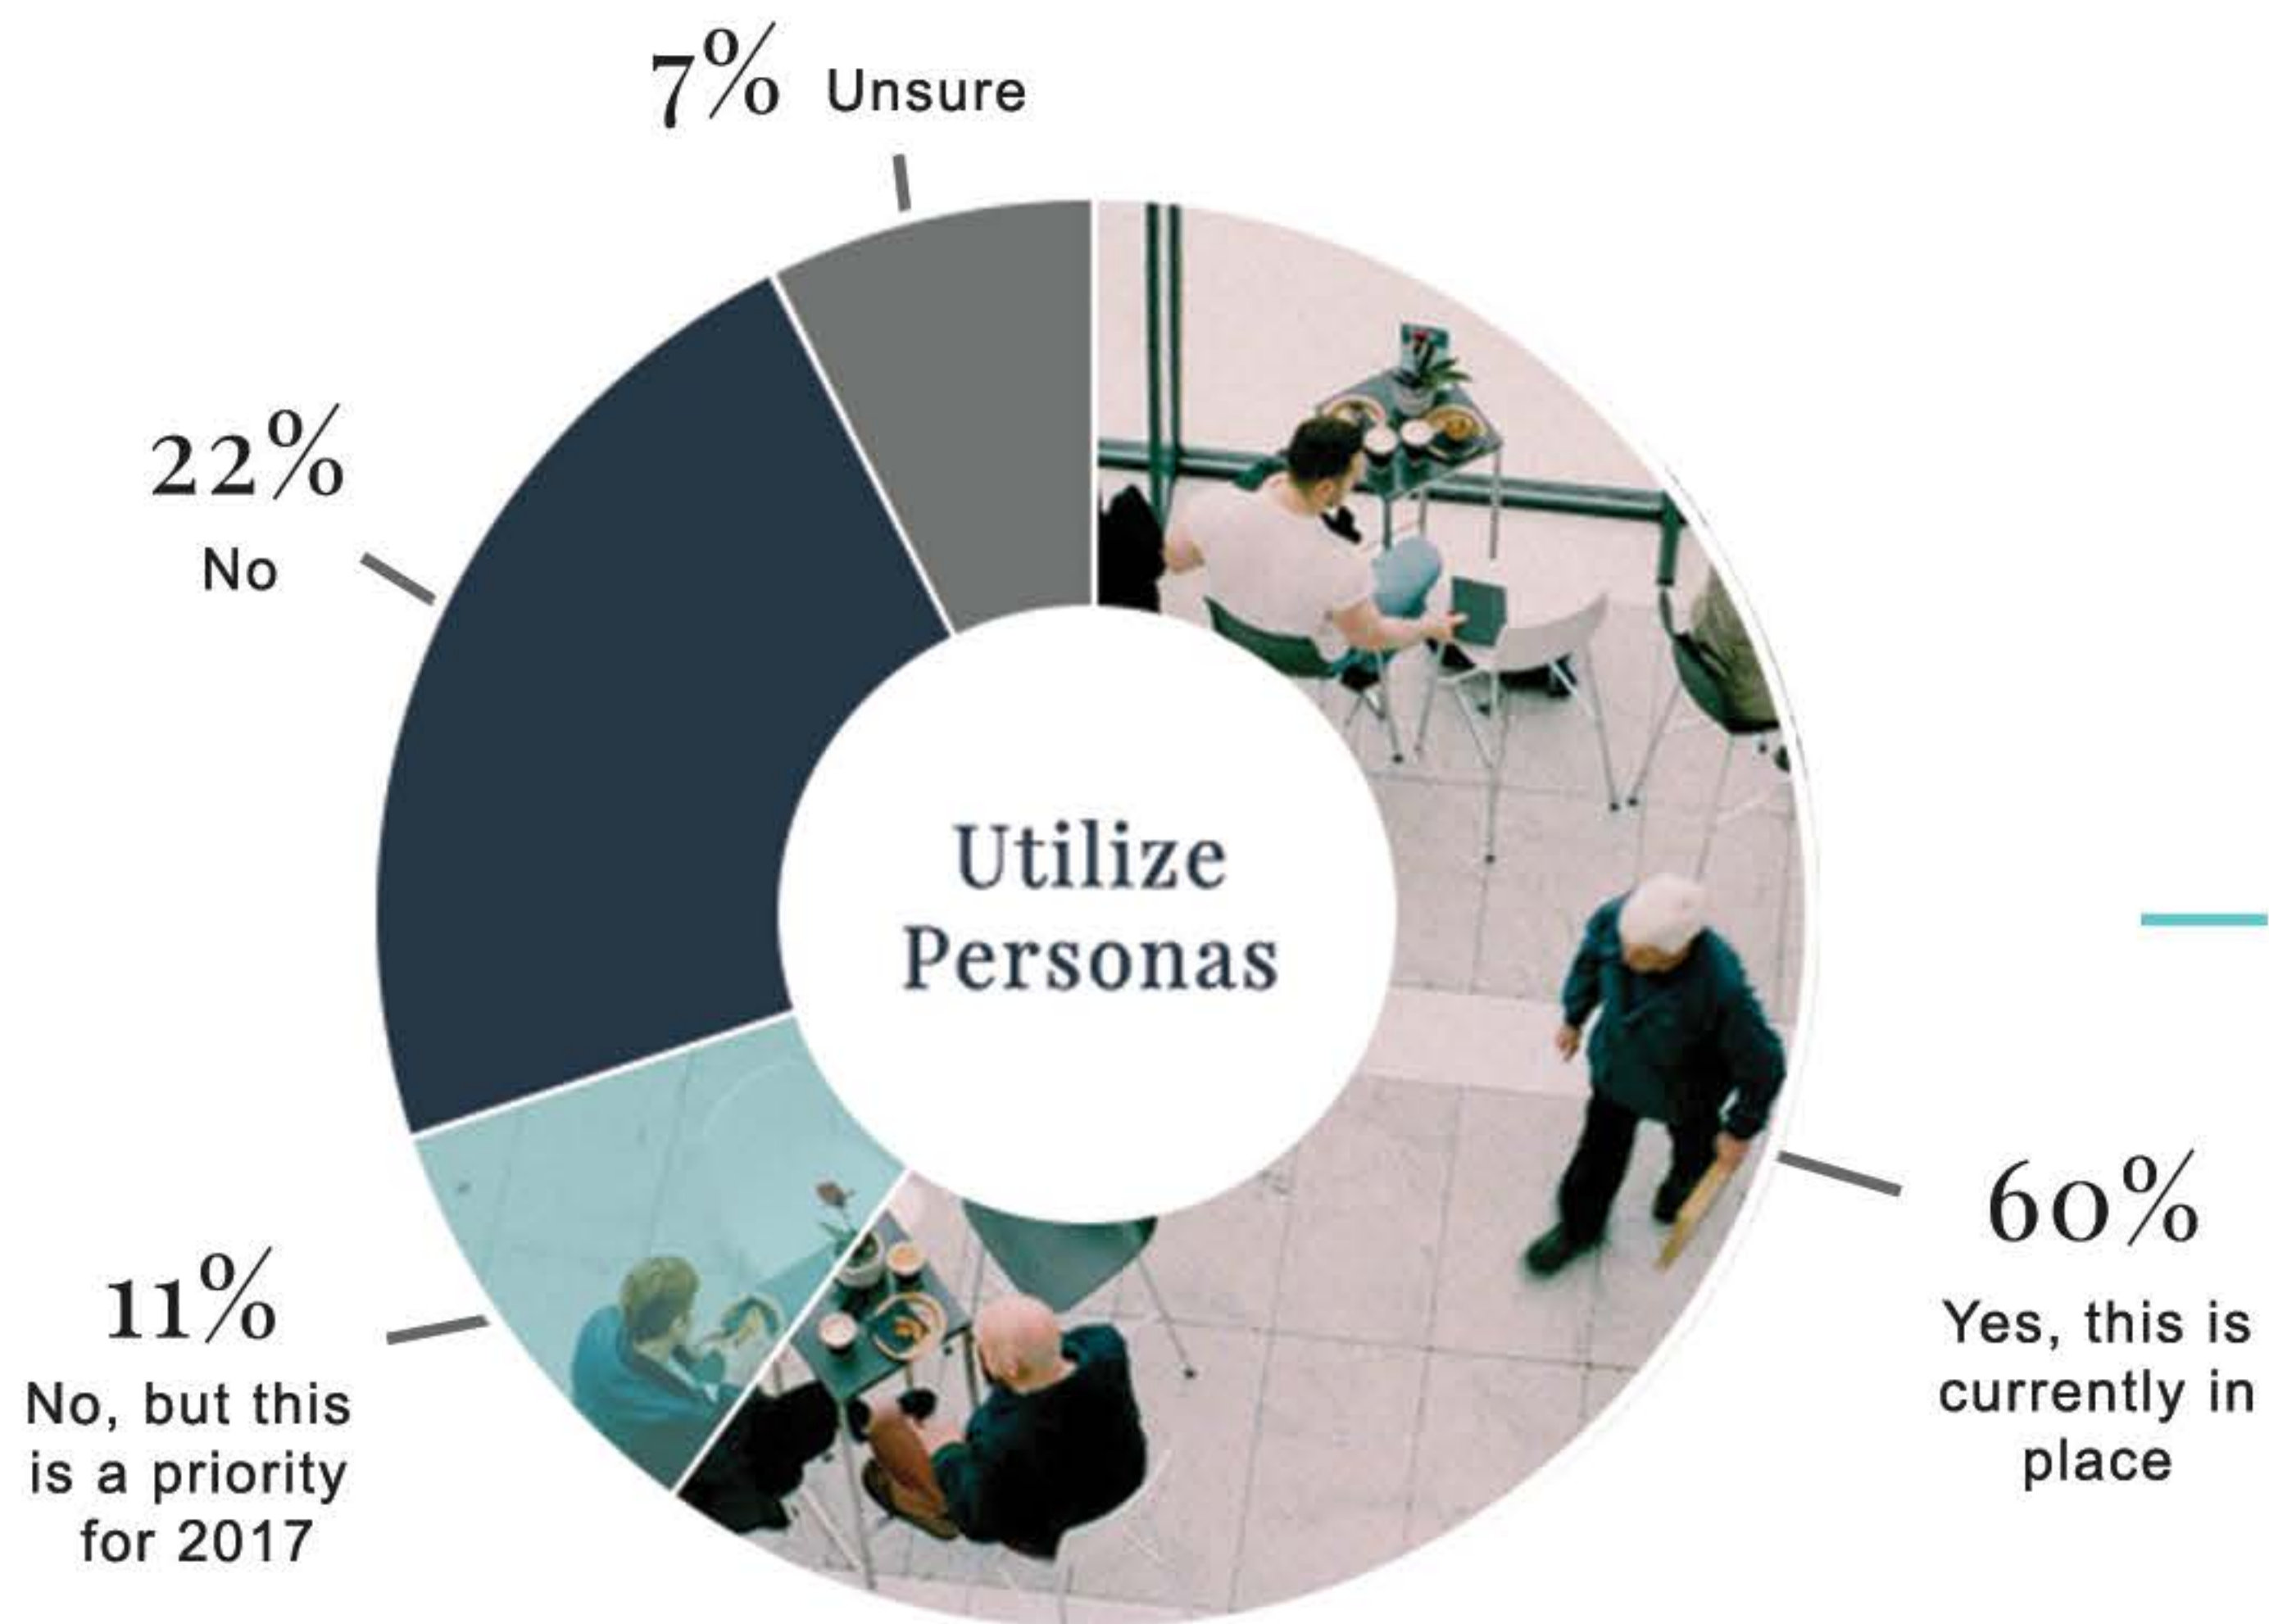 7% Unsure
22%
No
Utilize
Personas
60%
Yes, this is
currently in
place
11%
No, but this
is a priority
for 2017